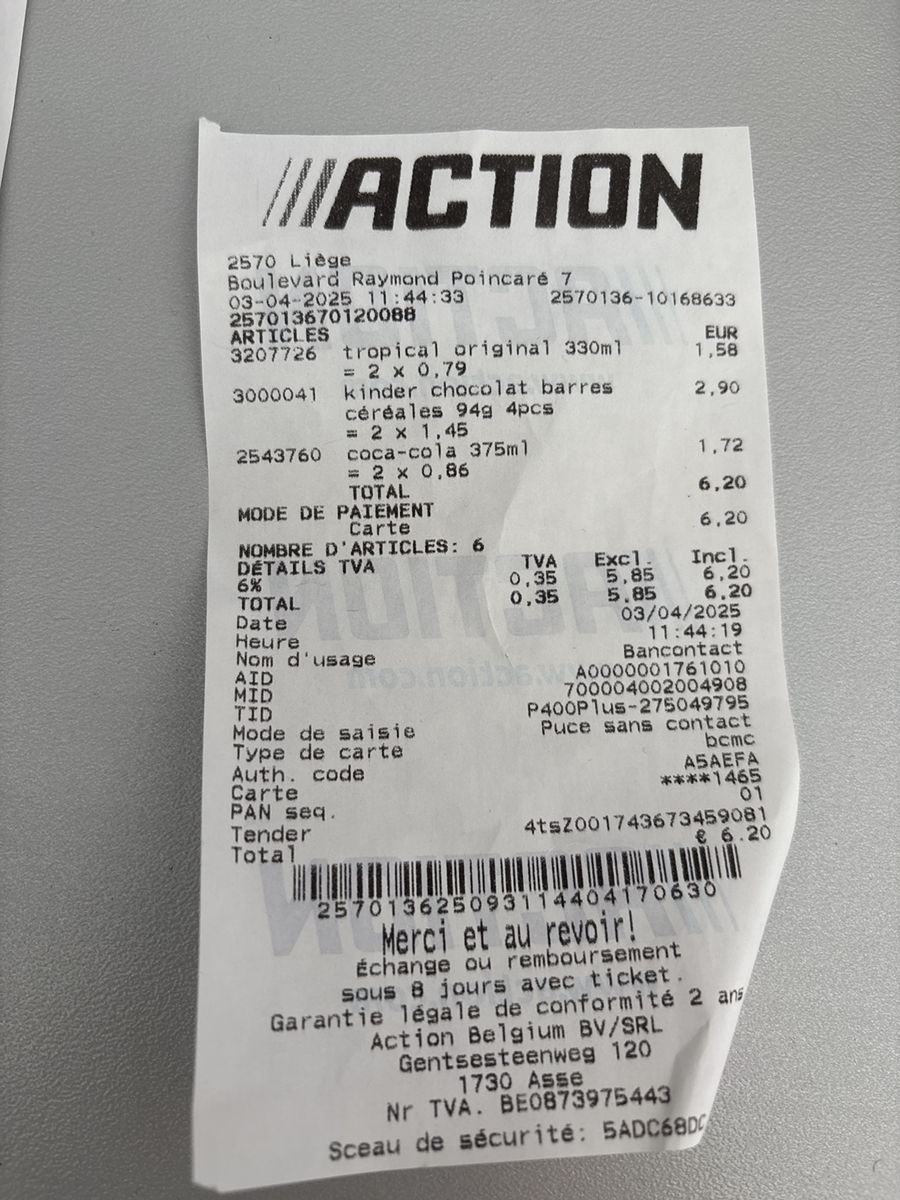 ///ACTION
2570 Liège
Boulevard Raymond Poincaré 7
03-04-2025 11:44:33 2570136-10168633
257013670120088
ARTICLES EUR
3207726 tropical original 330ml 1,58
= 2 x 0,79
3000041 kinder chocolat barres 2,90
céréales 94g 4pcs
= 2 x 1,45
2543760 coca-cola 375ml 1,72
= 2 x 0,86
TOTAL 6,20
MODE DE PAIEMENT
Carte 6,20
NOMBRE D'ARTICLES: 6
DÉTAILS TVA TVA Excl. Incl.
6% 0,35 5,85 6,20
TOTAL 0,35 5.85 6,20
Date 03/04/2025
Heure 11:44:19
Nom d'usage Bancontact
AID A0000001761010
MID 700004002004908
TID P400Plus-275049795
Mode de saisie Puce sans contact
Type de carte bcmc
Auth. code A5AEFA
Carte ****1465
PAN seq. 01
Tender 4tsZ001743673459081
Total € 6.20
257013625093114404170630
Merci et au revoir!
Échange ou remboursement
sous 8 jours avec ticket.
Garantie légale de conformité 2 ans
Action Belgium BV/SRL
Gentsesteenweg 120
1730 Asse
Nr TVA. BE0873975443
Sceau de sécurité: 5ADC68DC